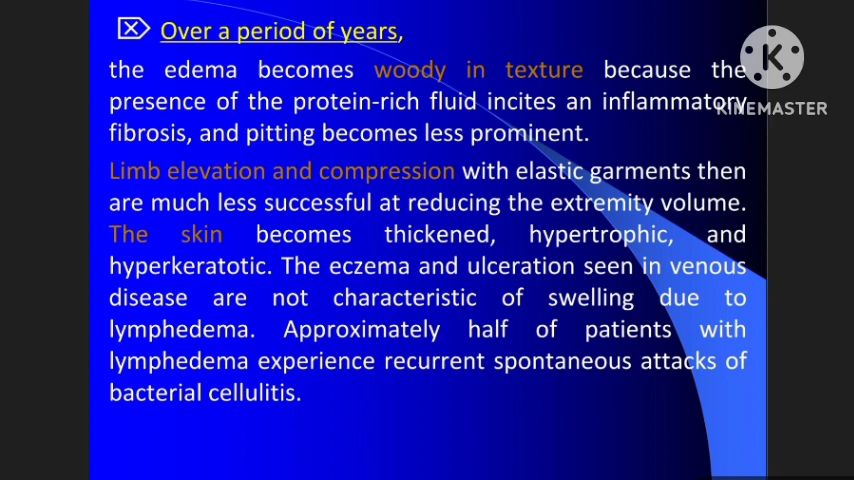 Over a period of years,
the edema becomes woody in texture because the
presence of the protein-rich fluid incites an inflammatory
fibrosis, and pitting becomes less prominent.
Limb elevation and compression with elastic garments then
are much less successful at reducing the extremity volume.
The skin becomes thickened, hypertrophic, and
hyperkeratotic. The eczema and ulceration seen in venous
disease are not characteristic of swelling due to
lymphedema. Approximately half of patients with
lymphedema experience recurrent spontaneous attacks of
bacterial cellulitis.
K
KINEMASTER